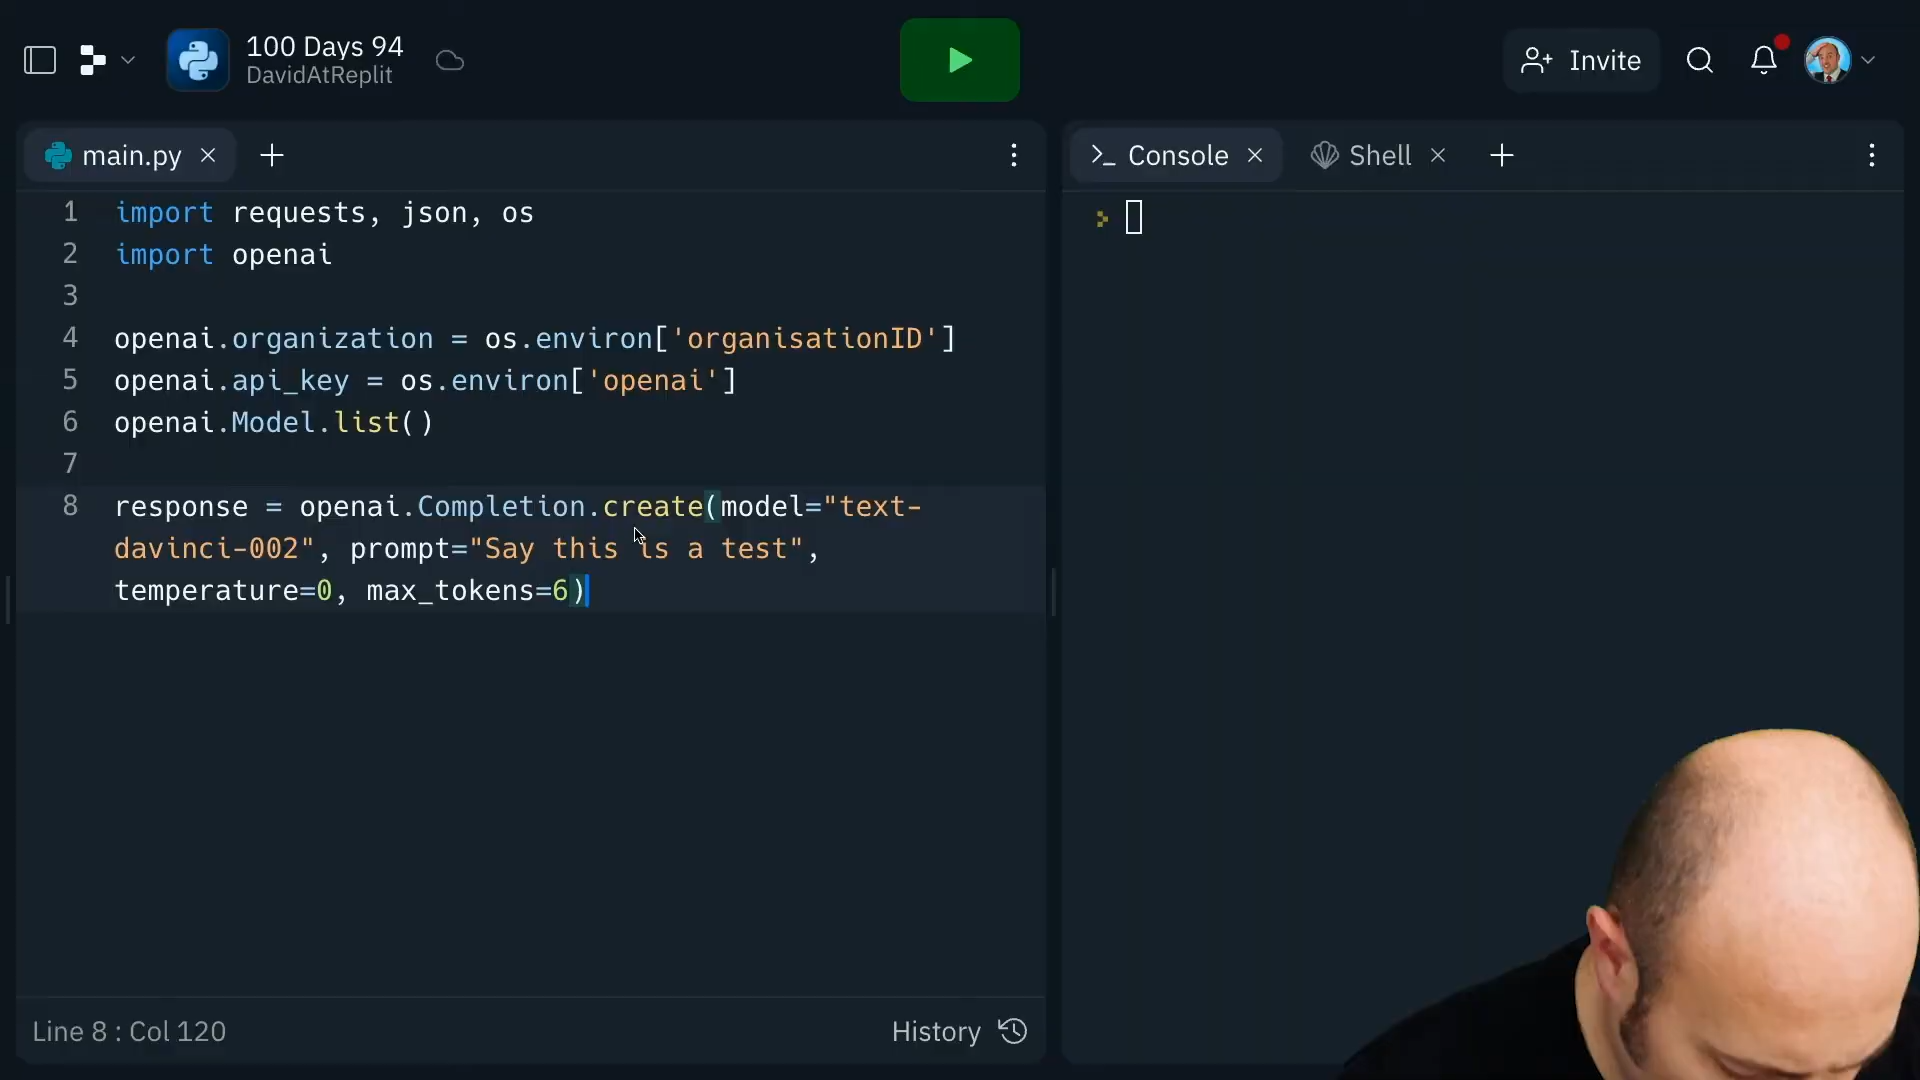 100 Days 94
DavidAtReplit
Invite
main.py
Console
Shell
1 import requests, json, os
2 import openai
3
4 openai.organization = os.environ['organisationID']
5 openai.api_key = os.environ['openai']
6 openai.Model.list()
7
8 response = openai.Completion.create(model="text-
davinci-002", prompt="Say this is a test",
temperature=0, max_tokens=6)
Line 8 : Col 120
History